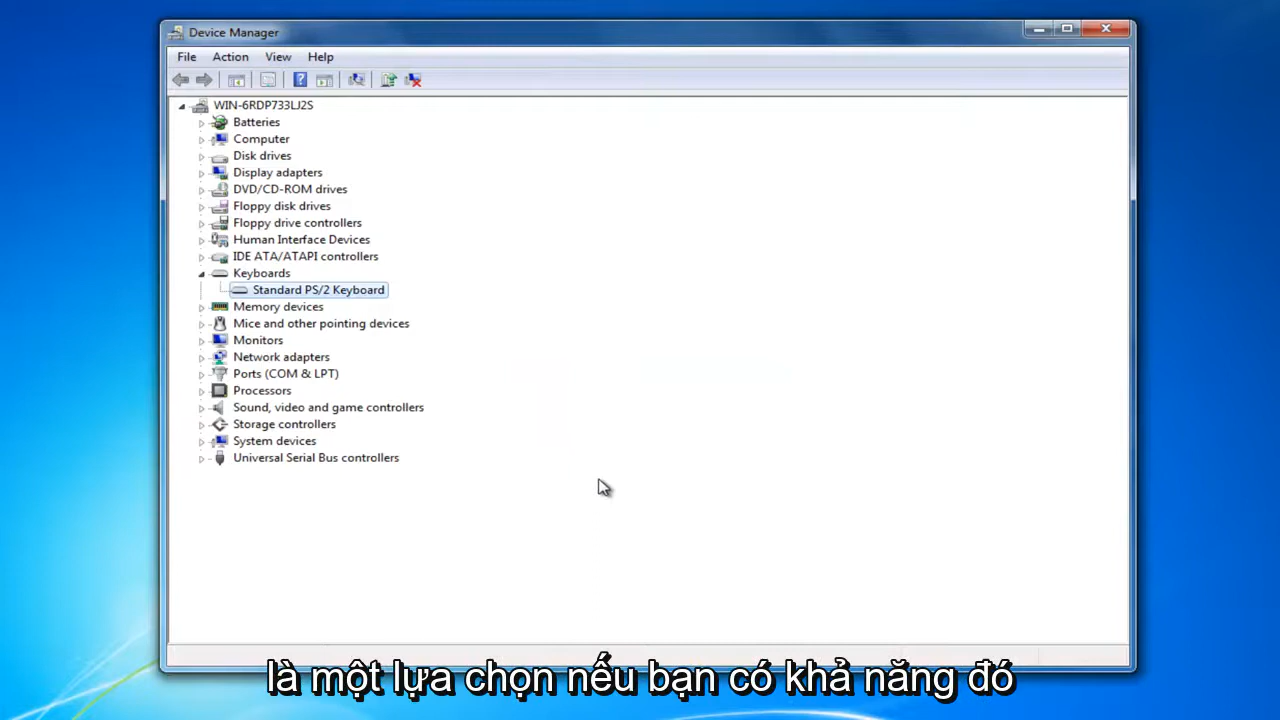 Device Manager
File Action View Help
WIN-6RDP733LJ2S
Batteries
Computer
Disk drives
Display adapters
DVD/CD-ROM drives
Floppy disk drives
Floppy drive controllers
Human Interface Devices
IDE ATA/ATAPI controllers
Keyboards
Standard PS/2 Keyboard
Memory devices
Mice and other pointing devices
Monitors
Network adapters
Ports (COM & LPT)
Processors
Sound, video and game controllers
Storage controllers
System devices
Universal Serial Bus controllers
là một lựa chọn nếu bạn có khả năng đó